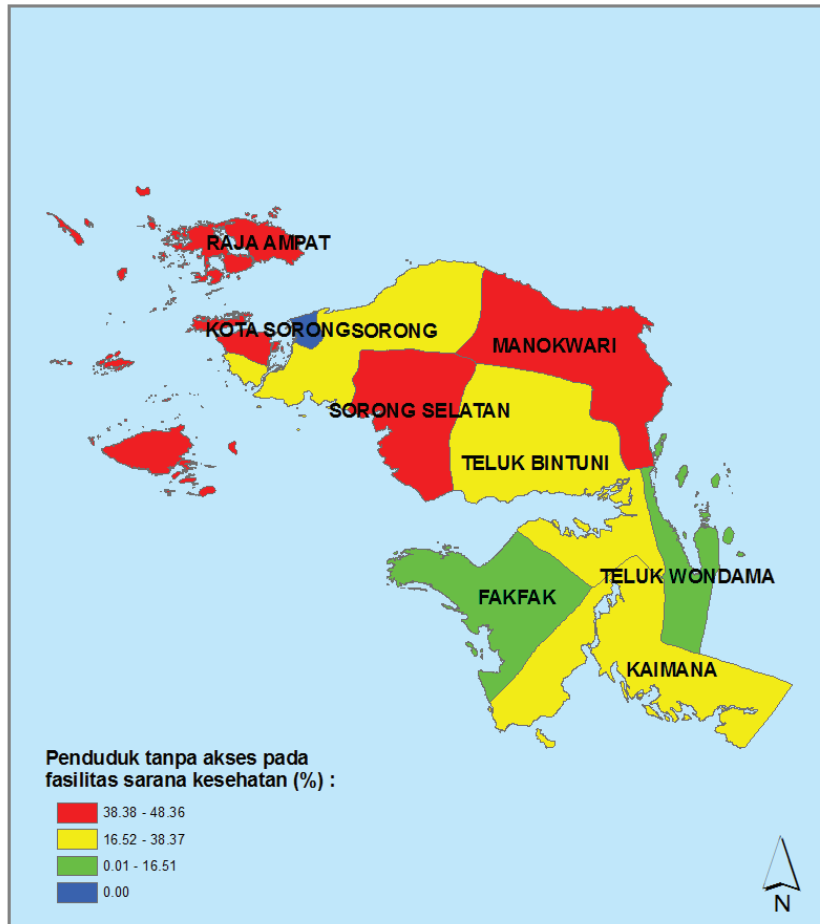 RAJA AMPAT
KOTA SORONG
SORONG
MANOKWARI
SORONG SELATAN
TELUK BINTUNI
TELUK WONDAMA
FAKFAK
KAIMANA
Penduduk tanpa akses pada
fasilitas sarana kesehatan (%) :
38.38 - 48.36
16.52 - 38.37
0.01 - 16.51
0.00
N